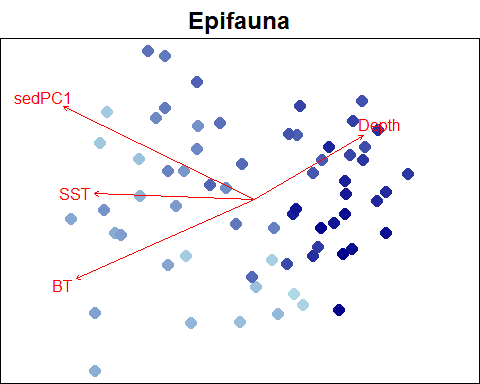 Epifauna
sedPC1
Depth
SST
BT